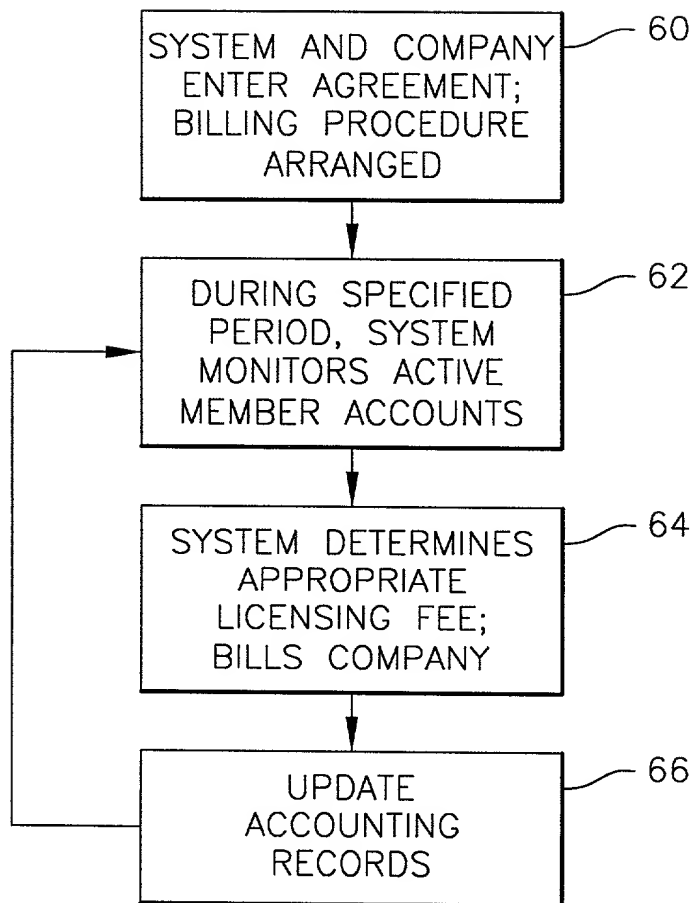 SYSTEM AND COMPANY
ENTER AGREEMENT;
BILLING PROCEDURE
ARRANGED
60
DURING SPECIFIED
PERIOD, SYSTEM
MONITORS ACTIVE
MEMBER ACCOUNTS
62
SYSTEM DETERMINES
APPROPRIATE
LICENSING FEE;
BILLS COMPANY
64
UPDATE
ACCOUNTING
RECORDS
66